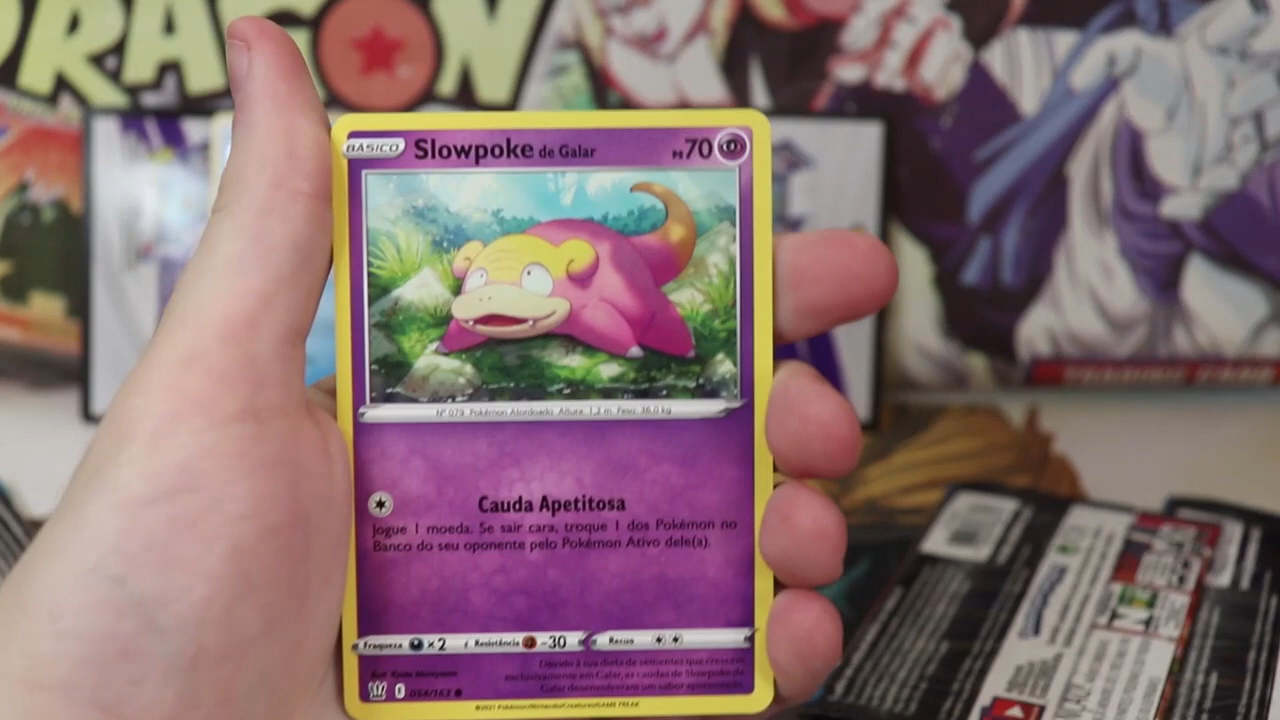 DRAGON
BÁSICO Slowpoke de Galar PS 70
Nº 079 Pokémon Atordoado Altura: 1,2 m Peso: 36,0 kg
Cauda Apetitosa
Jogue 1 moeda. Se sair cara, troque 1 dos Pokémon no
Banco do seu oponente pelo Pokémon Ativo dele(a).
Fraqueza ×2 Resistência -30 Recuo
Devido à sua dieta de sementes que crescem
exclusivamente em Galar, as caudas de Slowpoke de
Galar desenvolveram um sabor apimentado.
054/163
©2021 Pokémon/Nintendo/Creatures/GAME FREAK